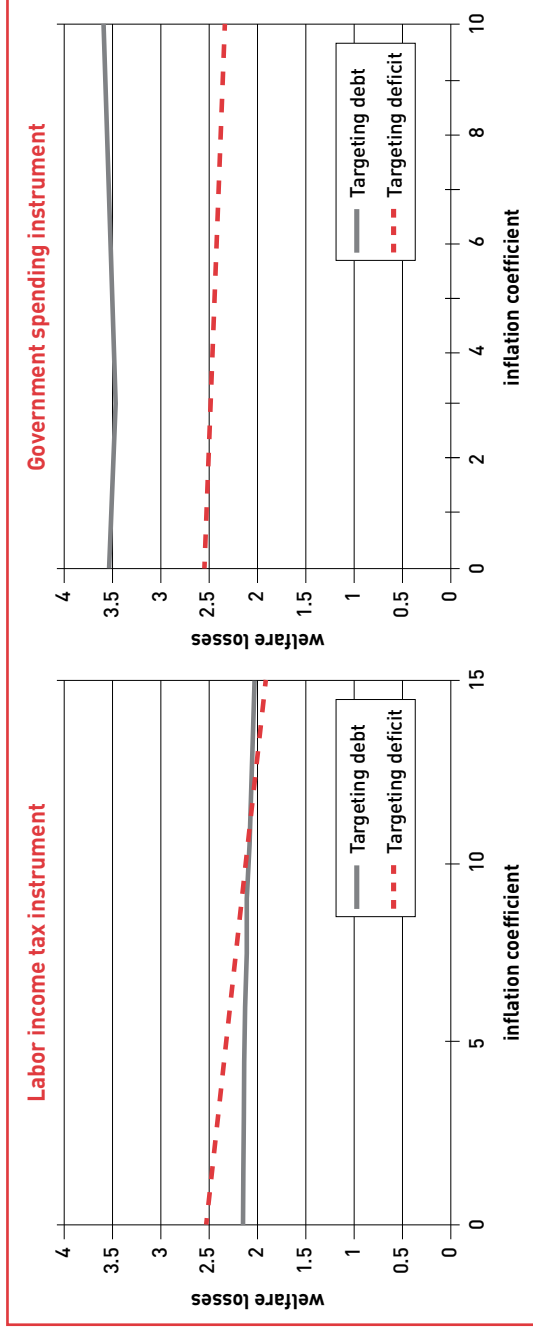 Labor income tax instrument
4
3.5
3
2.5
2
1.5
1
0.5
0
welfare losses
0
5
10
15
inflation coefficient
Targeting debt
Targeting deficit
Government spending instrument
4
3.5
3
2.5
2
1.5
1
0.5
0
welfare losses
0
2
4
6
8
10
inflation coefficient
Targeting debt
Targeting deficit